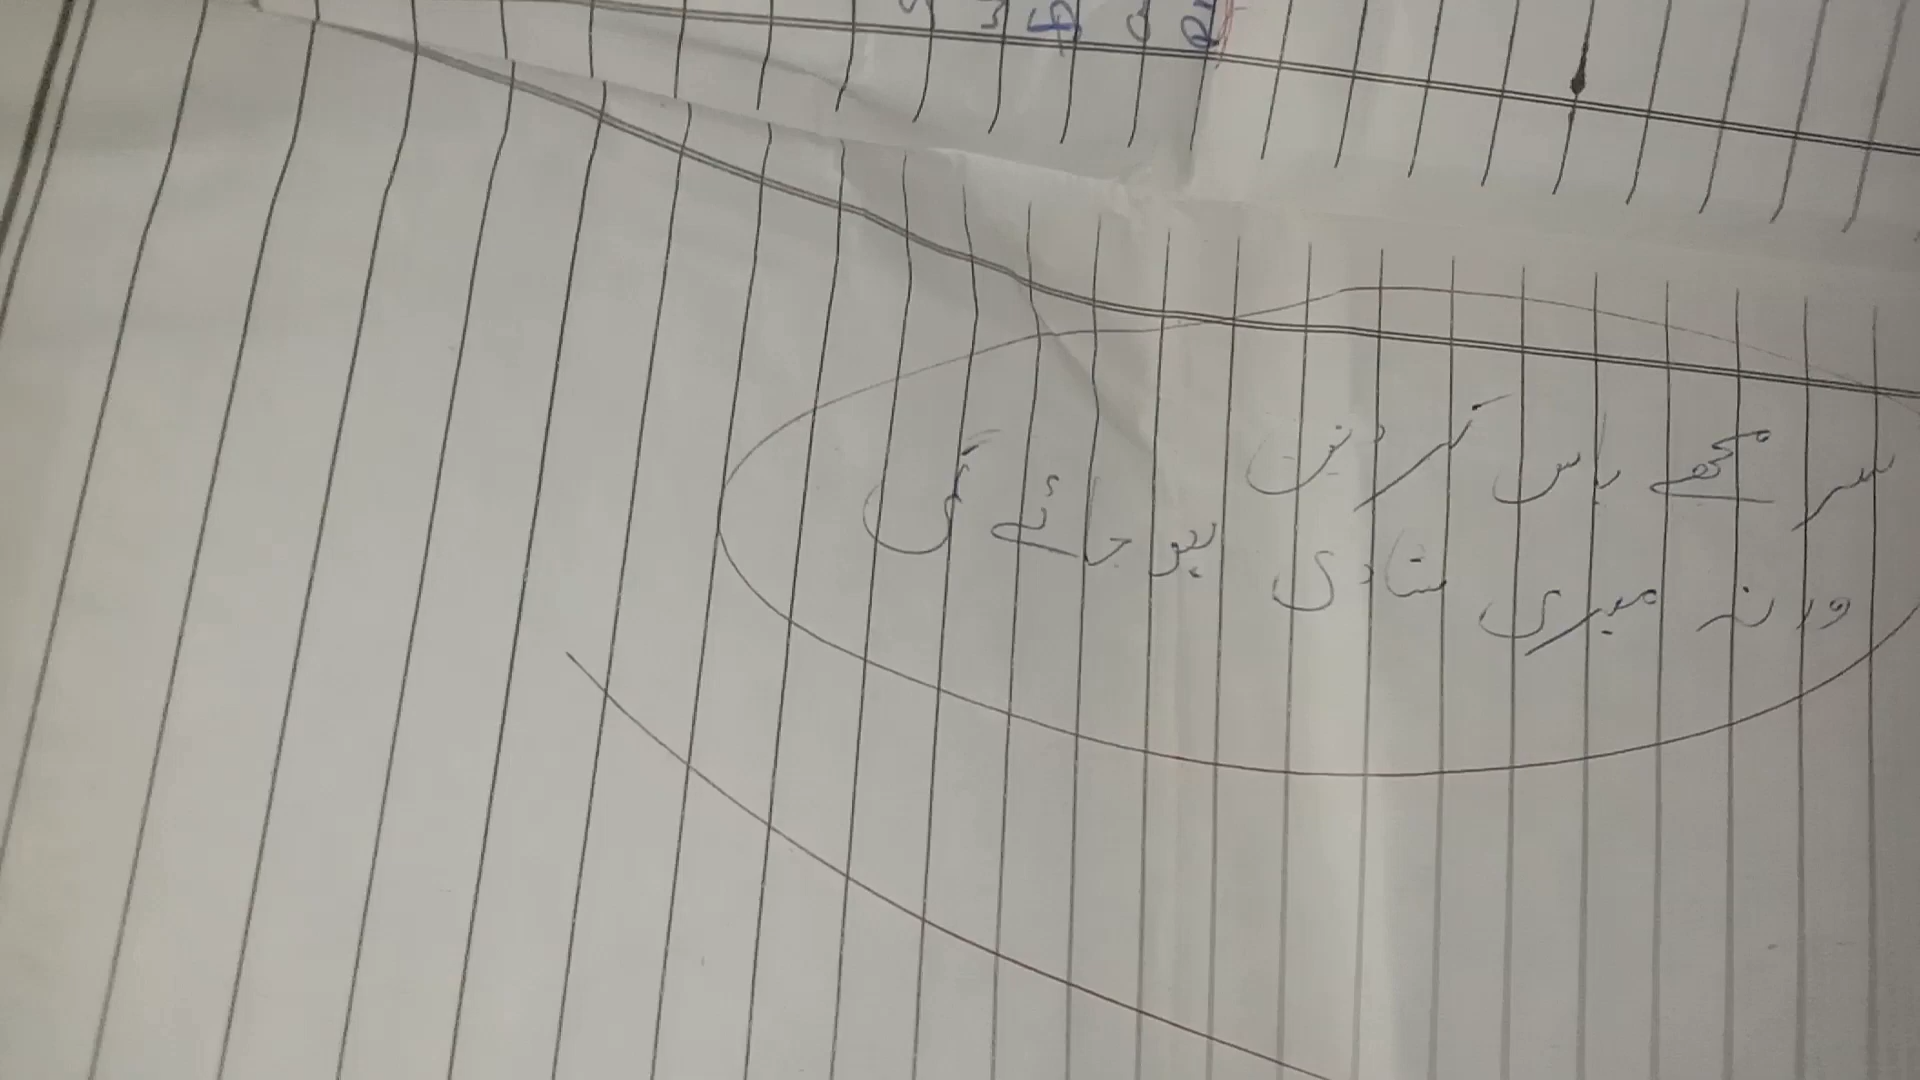 سر مجھے پاس کر دیں
ورنہ میری شادی ہو جائے گی